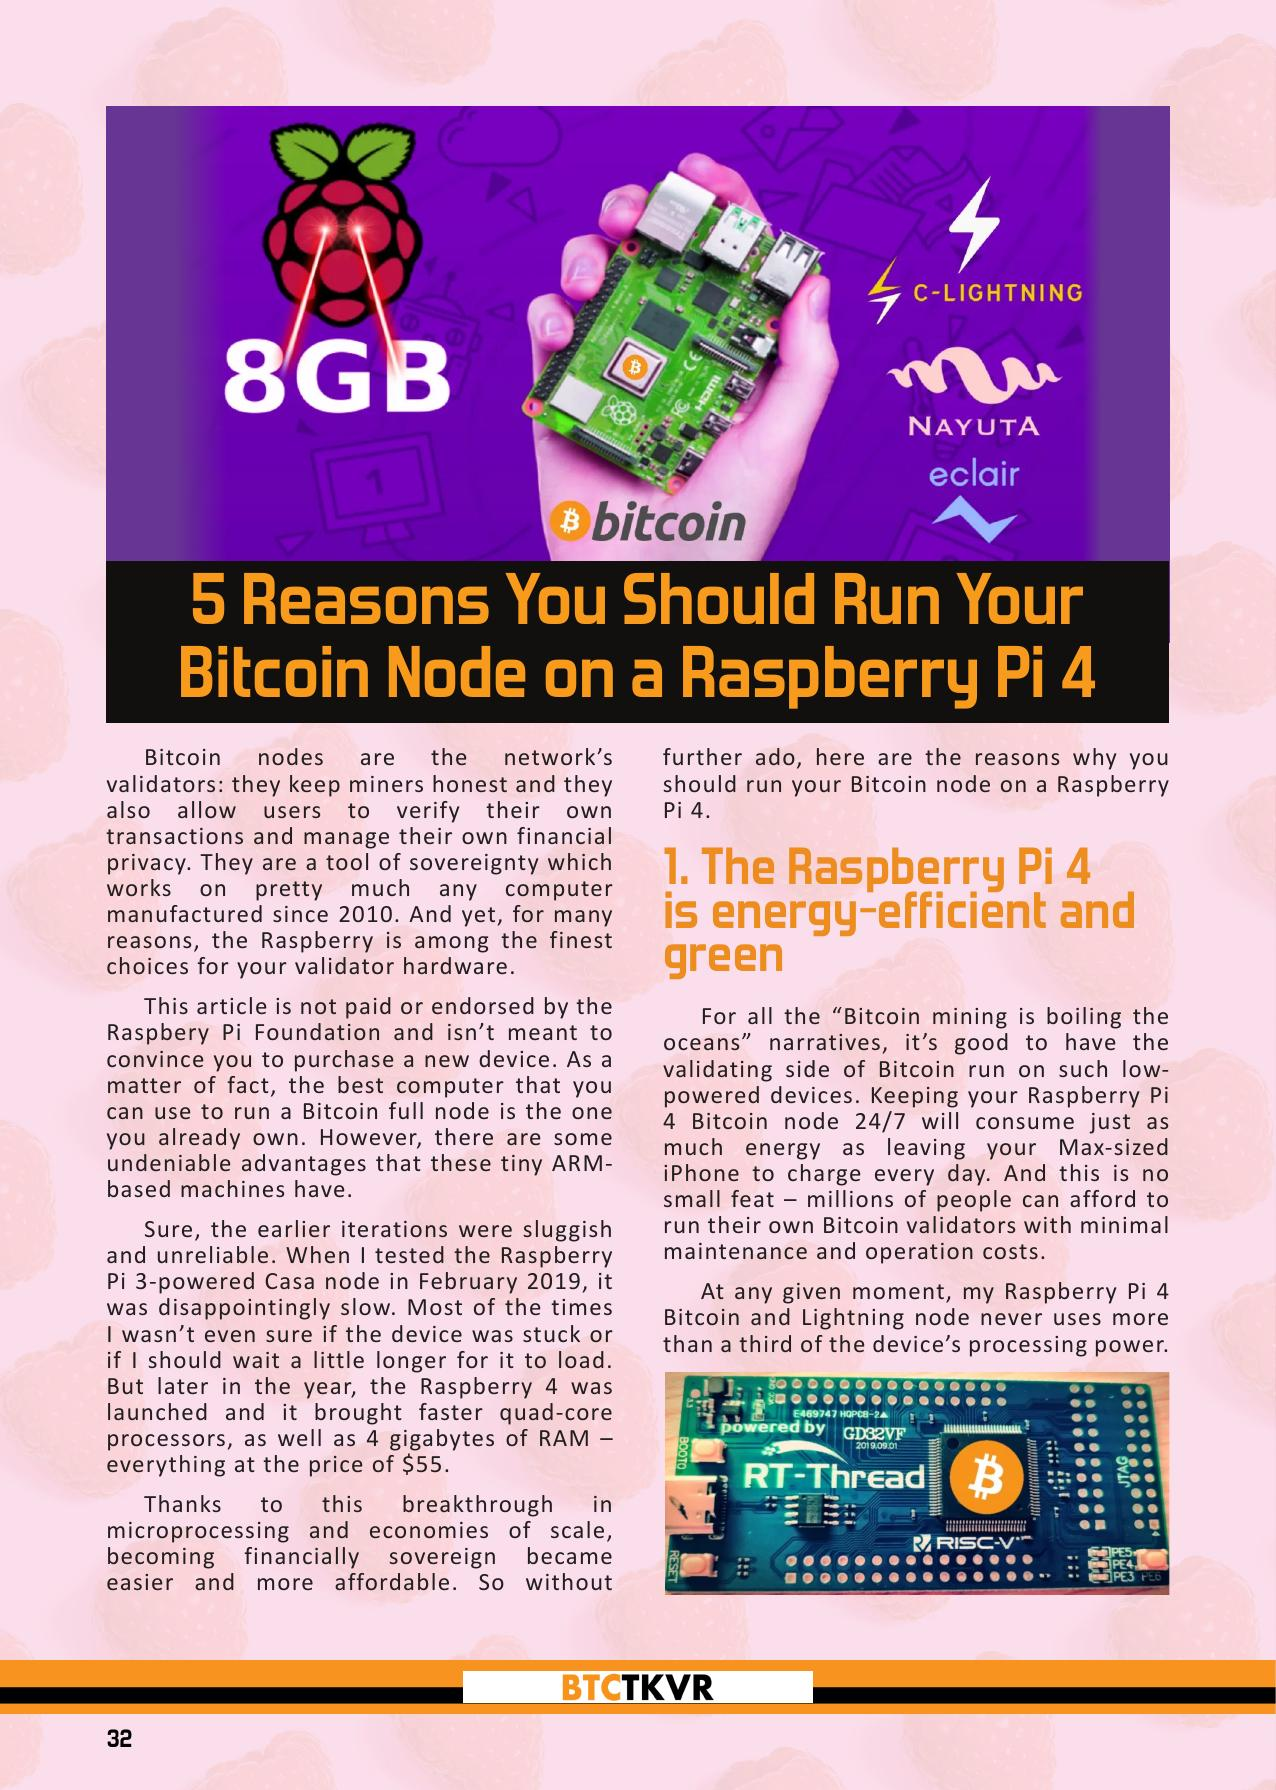 8GB
C-LIGHTNING
NAYUTA
eclair
HDMI
1
bitcoin
5 Reasons You Should Run Your
Bitcoin Node on a Raspberry Pi 4
Bitcoin nodes are the network’s
validators: they keep miners honest and they
also allow users to verify their own
transactions and manage their own financial
privacy. They are a tool of sovereignty which
works on pretty much any computer
manufactured since 2010. And yet, for many
reasons, the Raspberry is among the finest
choices for your validator hardware.
This article is not paid or endorsed by the
Raspbery Pi Foundation and isn’t meant to
convince you to purchase a new device. As a
matter of fact, the best computer that you
can use to run a Bitcoin full node is the one
you already own. However, there are some
undeniable advantages that these tiny ARM-
based machines have.
Sure, the earlier iterations were sluggish
and unreliable. When I tested the Raspberry
Pi 3-powered Casa node in February 2019, it
was disappointingly slow. Most of the times
I wasn’t even sure if the device was stuck or
if I should wait a little longer for it to load.
But later in the year, the Raspberry 4 was
launched and it brought faster quad-core
processors, as well as 4 gigabytes of RAM –
everything at the price of $55.
Thanks to this breakthrough in
microprocessing and economies of scale,
becoming financially sovereign became
easier and more affordable. So without
further ado, here are the reasons why you
should run your Bitcoin node on a Raspberry
Pi 4.
1. The Raspberry Pi 4
is energy-efficient and
green
For all the “Bitcoin mining is boiling the
oceans” narratives, it’s good to have the
validating side of Bitcoin run on such low-
powered devices. Keeping your Raspberry Pi
4 Bitcoin node 24/7 will consume just as
much energy as leaving your Max-sized
iPhone to charge every day. And this is no
small feat – millions of people can afford to
run their own Bitcoin validators with minimal
maintenance and operation costs.
At any given moment, my Raspberry Pi 4
Bitcoin and Lightning node never uses more
than a third of the device’s processing power.
E469747 HQPCB-2
powered by
GD32VF
2019.09.01
BOOT0
RT-Thread
JTAG
RISC-V
RESET
PE5
PE4
PE3 PE6
BTCTKVR
32